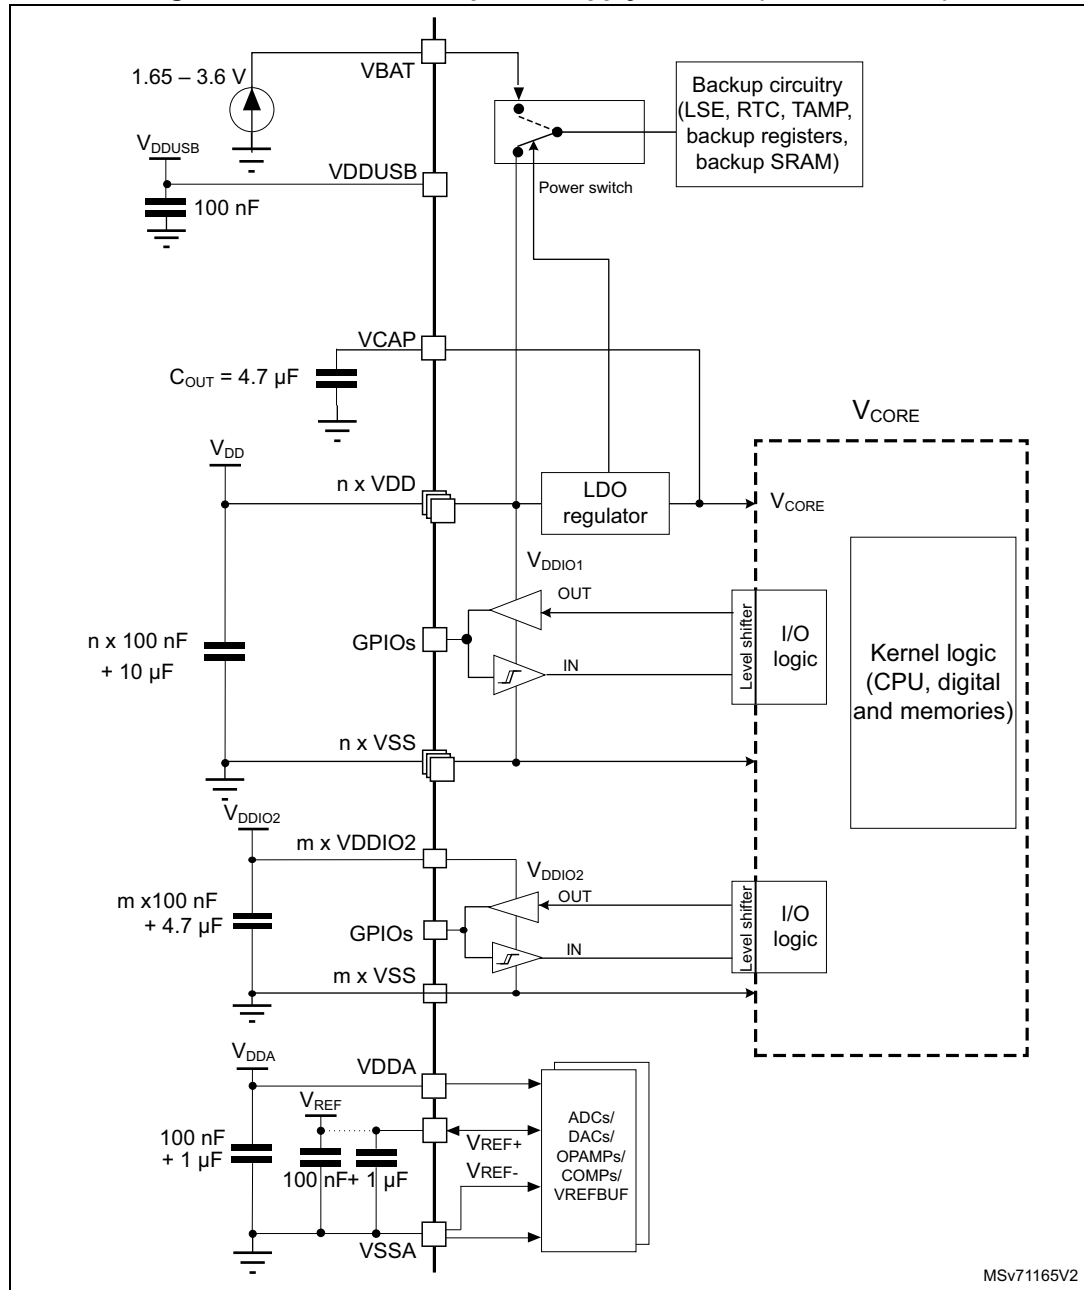 VBAT
1.65 – 3.6 V
Backup circuitry
(LSE, RTC, TAMP,
backup registers,
backup SRAM)
VDDUSB
VDDUSB
Power switch
100 nF
VCAP
COUT = 4.7 µF
VCORE
VDD
n x VDD
LDO
regulator
VCORE
VDDIO1
OUT
GPIOs
IN
Level shifter
I/O
logic
Kernel logic
(CPU, digital
and memories)
n x 100 nF
+ 10 µF
n x VSS
VDDIO2
m x VDDIO2
VDDIO2
OUT
m x100 nF
+ 4.7 µF
GPIOs
IN
Level shifter
I/O
logic
m x VSS
VDDA
VDDA
VREF
100 nF
+ 1 µF
100 nF+ 1 µF
VREF+
VREF-
ADCs/
DACs/
OPAMPs/
COMPs/
VREFBUF
VSSA
MSv71165V2